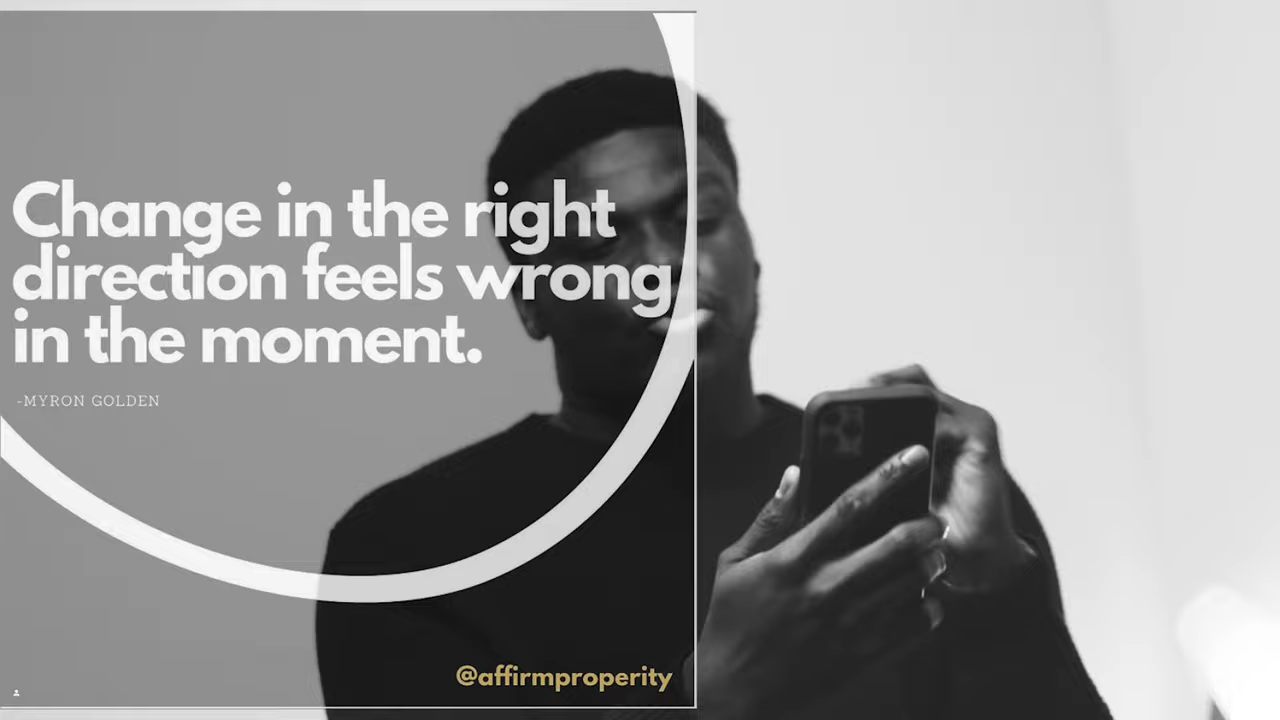 Change in the right
direction feels wrong
in the moment.
-MYRON GOLDEN
@affirmproperity